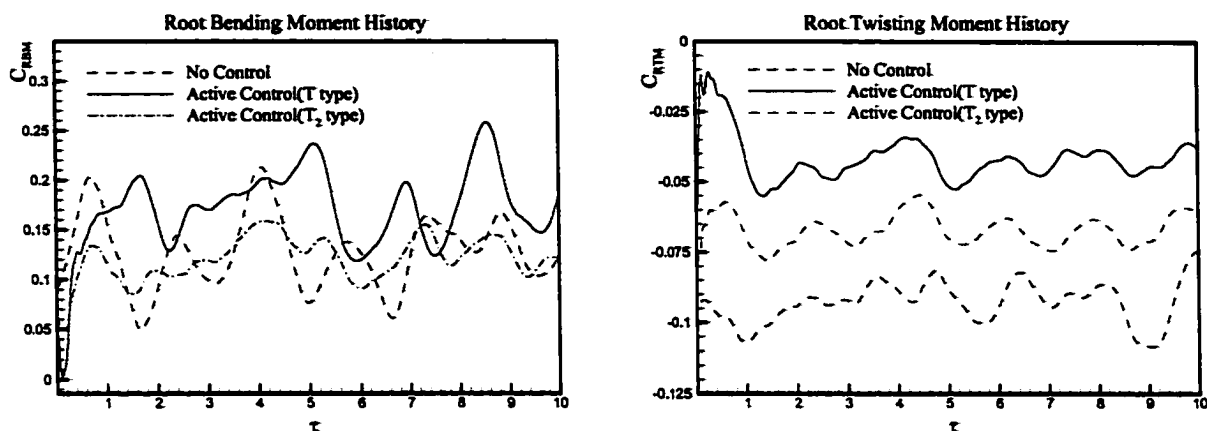 Root Bending Moment History
C_RBM
0.3
0.25
0.2
0.15
0.1
0.05
0
No Control
Active Control(T type)
Active Control(T₂ type)
1 2 3 4 5 6 7 8 9 10
τ
Root Twisting Moment History
C_RTM
0
-0.025
-0.05
-0.075
-0.1
-0.125
No Control
Active Control(T type)
Active Control(T₂ type)
1 2 3 4 5 6 7 8 9 10
τ